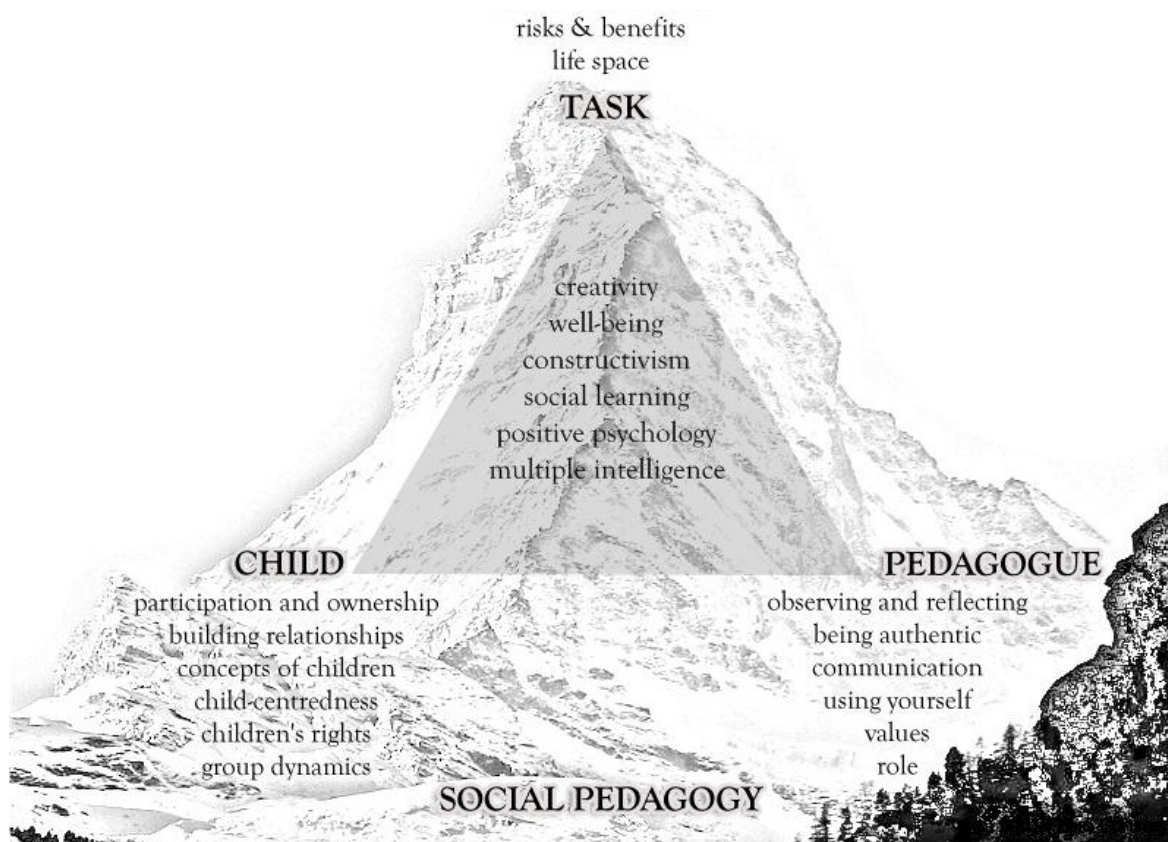 risks & benefits
life space
TASK
creativity
well-being
constructivism
social learning
positive psychology
multiple intelligence
CHILD
participation and ownership
building relationships
concepts of children
child-centredness
children's rights
group dynamics
PEDAGOGUE
observing and reflecting
being authentic
communication
using yourself
values
role
SOCIAL PEDAGOGY